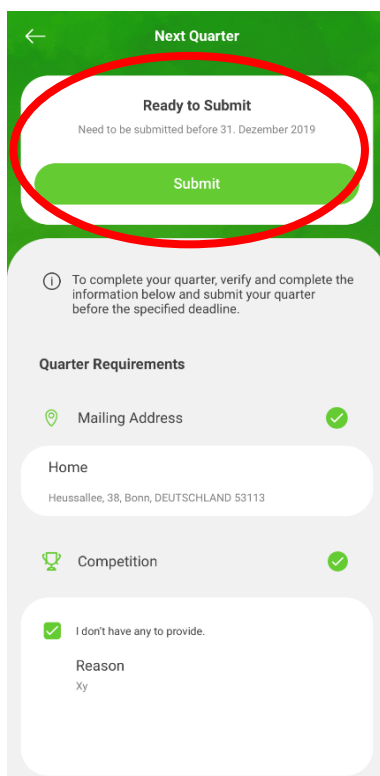 Next Quarter
Ready to Submit
Need to be submitted before 31. Dezember 2019
Submit
To complete your quarter, verify and complete the
information below and submit your quarter
before the specified deadline.
Quarter Requirements
Mailing Address
Home
Heussallee, 38, Bonn, DEUTSCHLAND 53113
Competition
I don't have any to provide.
Reason
Xy